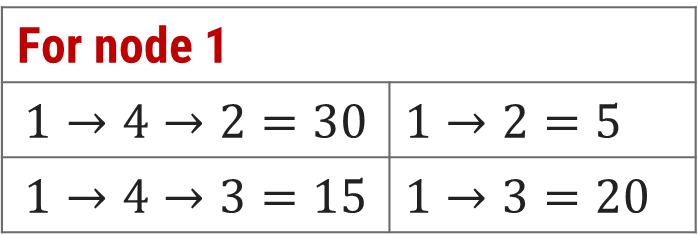 For node 1
1 → 4 → 2 = 30 1 → 2 = 5
1 → 4 → 3 = 15 1 → 3 = 20